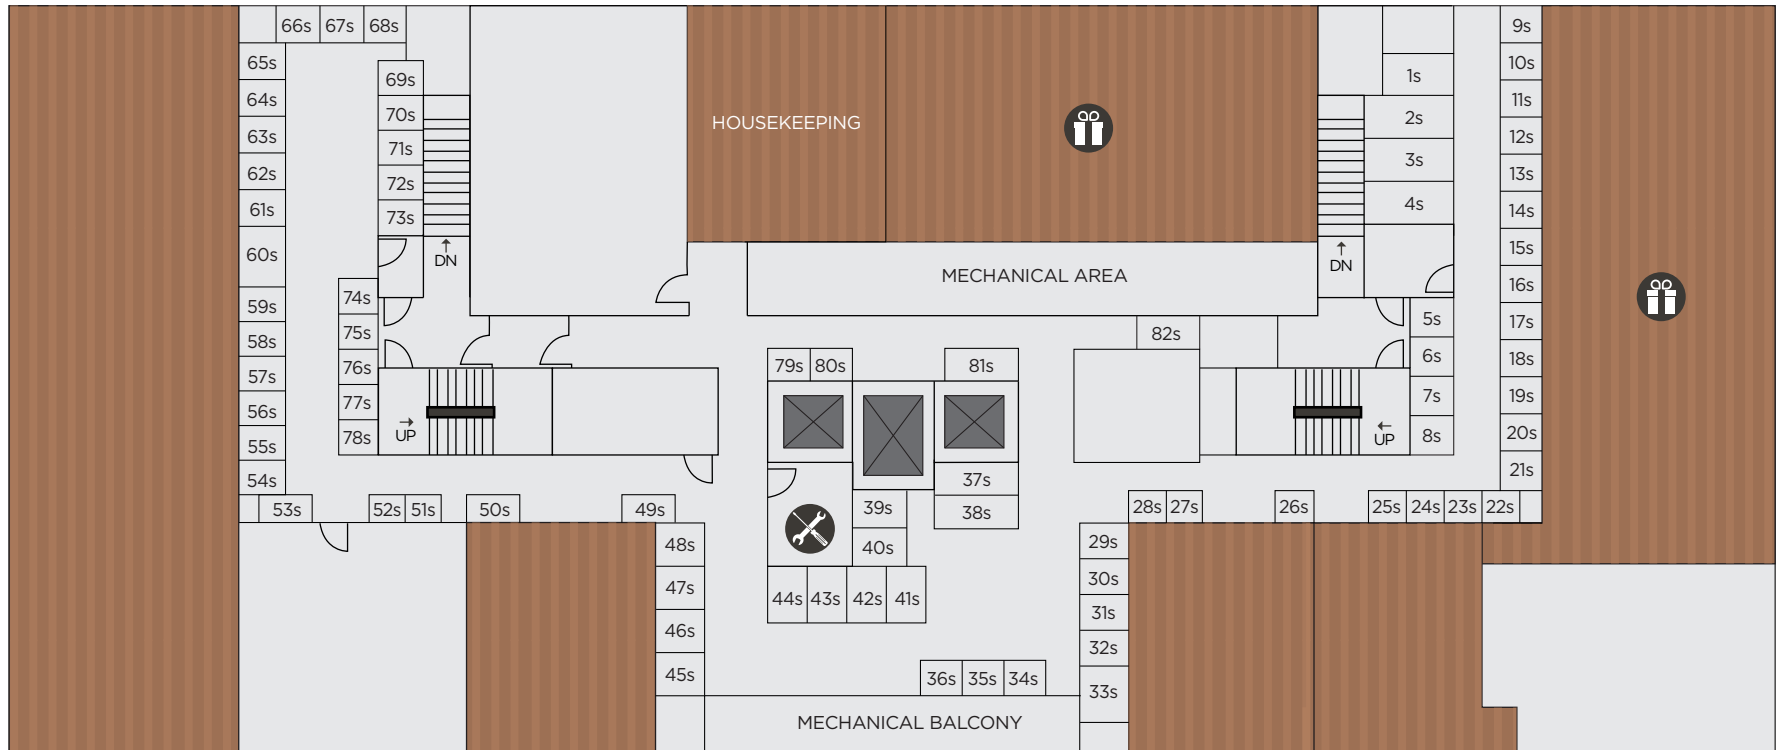 66s 67s 68s
9s
65s
10s
69s
1s
64s
11s
70s
2s
HOUSEKEEPING
63s
12s
71s
3s
62s
13s
72s
4s
61s
14s
73s
15s
60s
DN
DN
MECHANICAL AREA
16s
74s
59s
5s
17s
75s
82s
58s
6s
18s
76s
79s 80s
81s
57s
7s
19s
77s
56s
8s
20s
78s
UP
UP
55s
21s
54s
37s
53s
52s 51s
50s
49s
39s
38s
28s 27s
26s
25s 24s 23s 22s
48s
40s
29s
47s
30s
44s 43s 42s 41s
31s
46s
32s
45s
36s 35s 34s
33s
MECHANICAL BALCONY